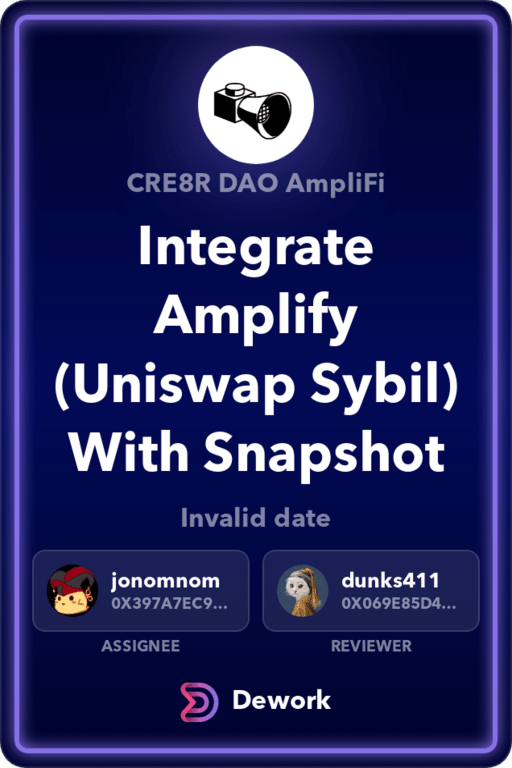 CRE8R DAO AmpliFi
Integrate
Amplify
(Uniswap Sybil)
With Snapshot
Invalid date
jonomnom
0X397A7EC9...
dunks411
0X069E85D4...
ASSIGNEE
REVIEWER
Dework